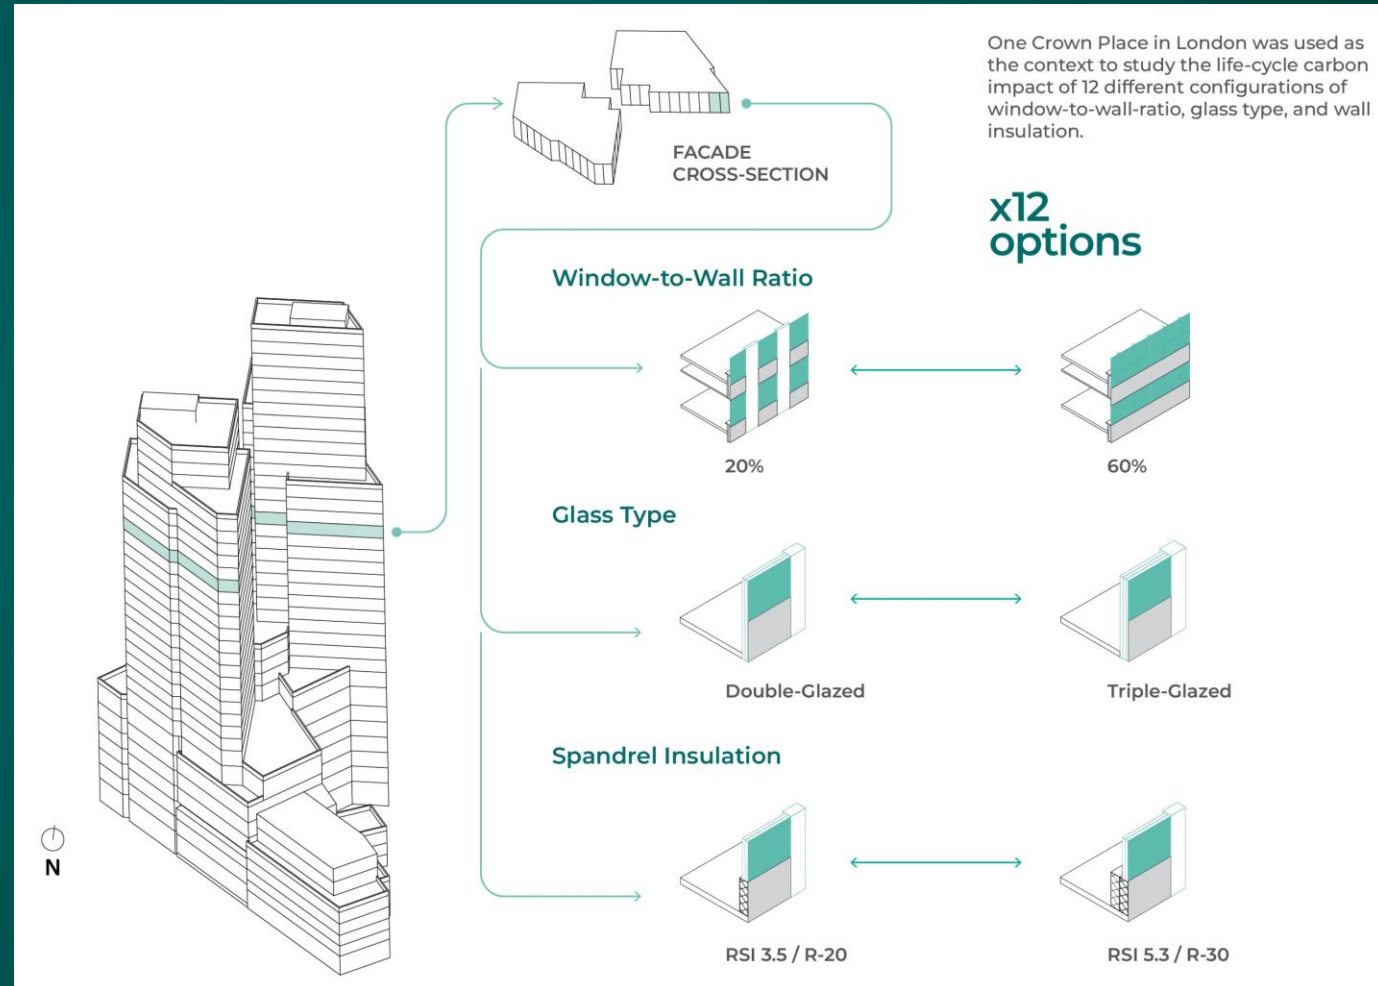 One Crown Place in London was used as
the context to study the life-cycle carbon
impact of 12 different configurations of
window-to-wall-ratio, glass type, and wall
insulation.
FACADE
CROSS-SECTION
x12
options
Window-to-Wall Ratio
20%
60%
Glass Type
Double-Glazed
Triple-Glazed
Spandrel Insulation
RSI 3.5 / R-20
RSI 5.3 / R-30
N